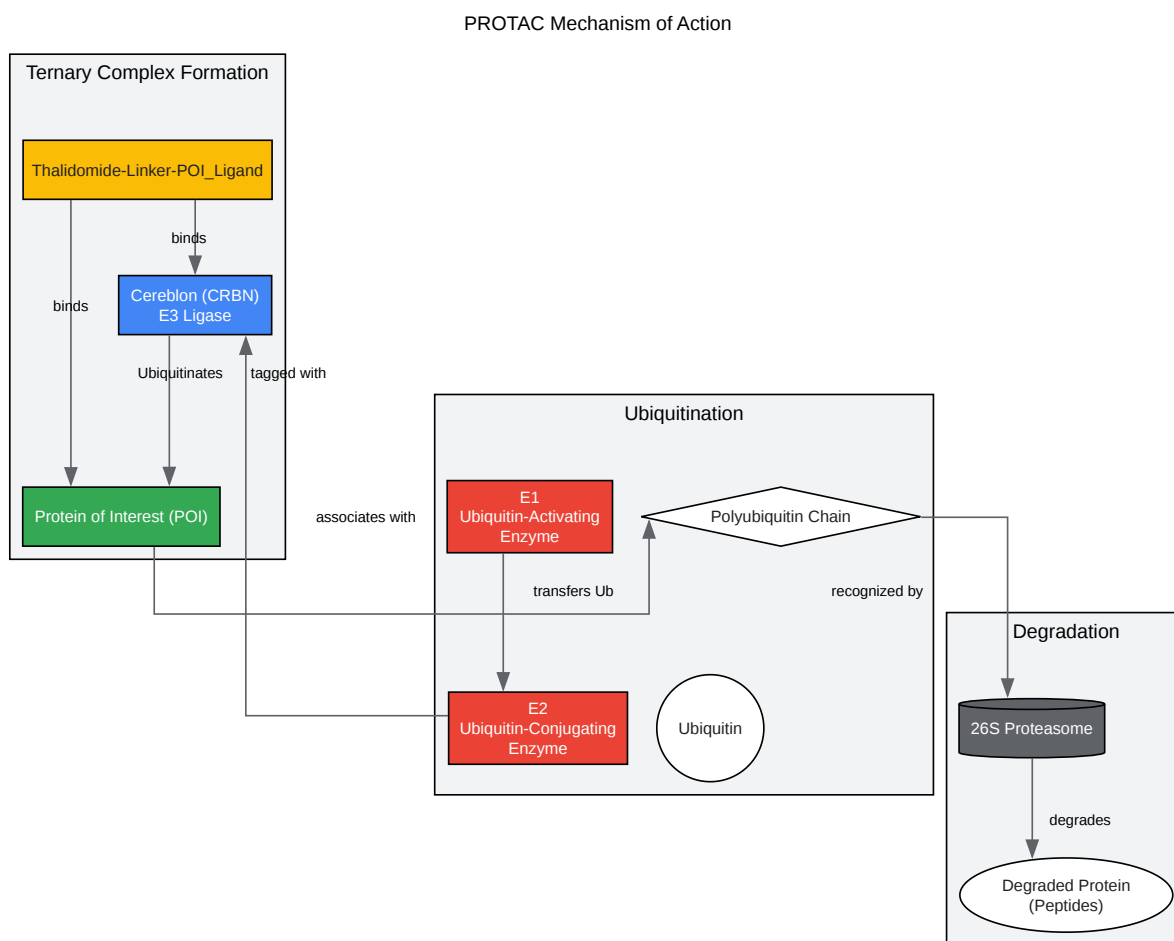 PROTAC Mechanism of Action
Ternary Complex Formation
Thalidomide-Linker-POI_Ligand
binds
Cereblon (CRBN)
E3 Ligase
binds
Ubiquitinates
tagged with
Protein of Interest (POI)
associates with
Ubiquitination
E1
Ubiquitin-Activating
Enzyme
Polyubiquitin Chain
transfers Ub
recognized by
E2
Ubiquitin-Conjugating
Enzyme
Ubiquitin
Degradation
26S Proteasome
degrades
Degraded Protein
(Peptides)